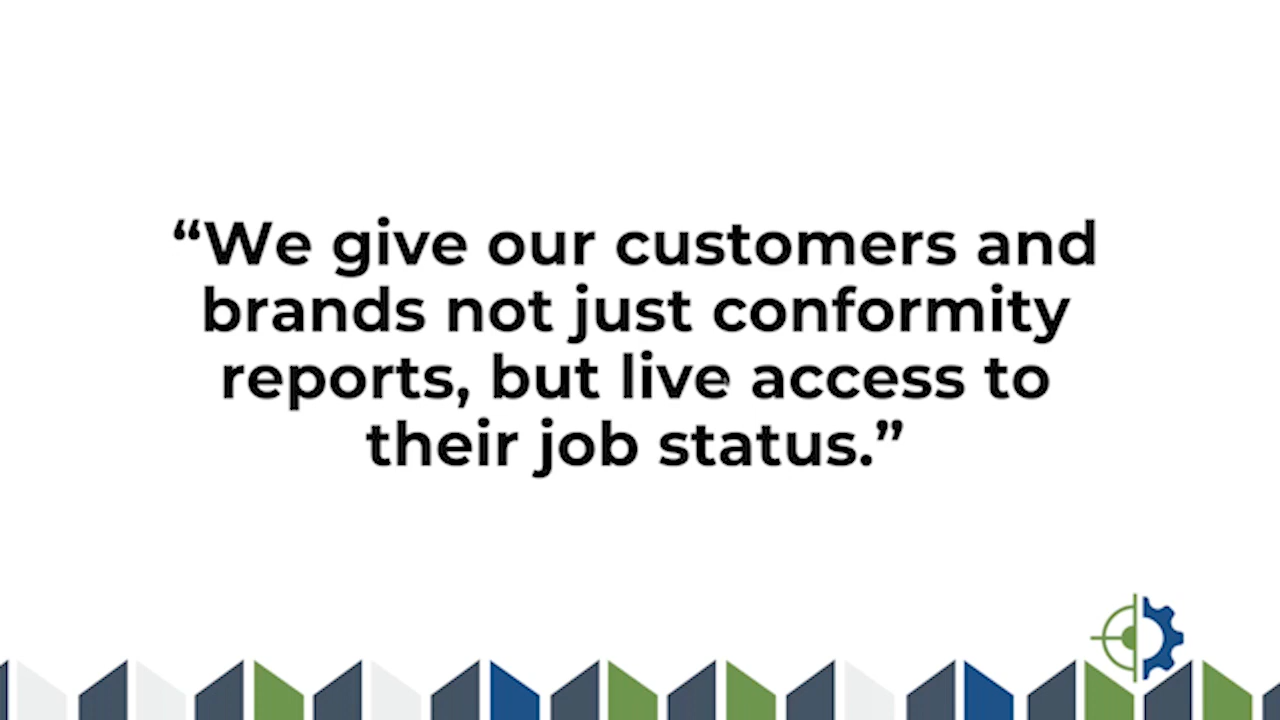 “We give our customers and
brands not just conformity
reports, but live access to
their job status.”